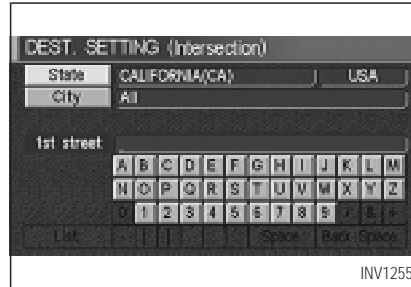 DEST. SETTING (Intersection)
State CALIFORNIA(CA) USA
City All
1st street
A B C D E F G H I J K L M
N O P Q R S T U V W X Y Z
0 1 2 3 4 5 6 7 8 9 / &
List - Space Back Space
INV1255